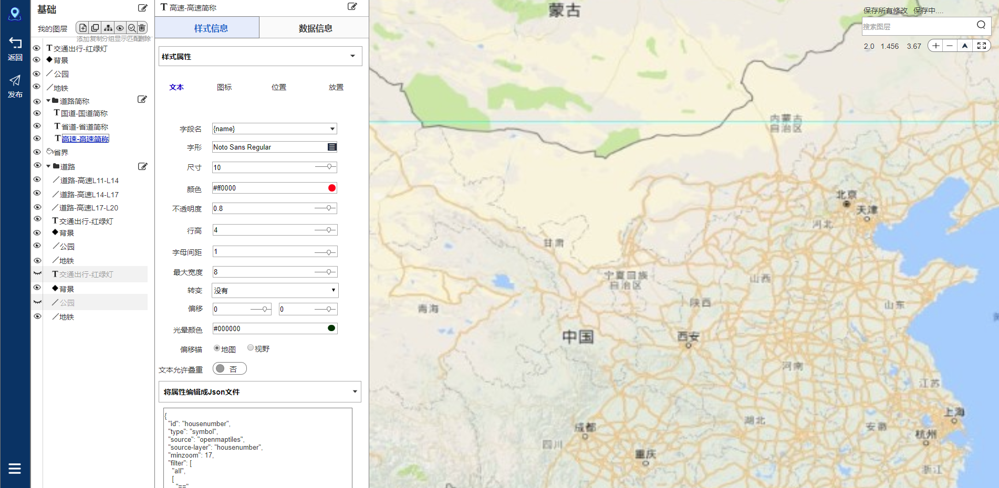 返回
发布
基础
我的图层
添加复制分组显示匹配删除
交通出行-红绿灯
背景
公园
地铁
道路简称
国道-国道简称
省道-省道简称
高速-高速简称
省界
道路
道路-高速L11-L14
道路-高速L14-L17
道路-高速L17-L20
交通出行-红绿灯
背景
公园
地铁
交通出行-红绿灯
背景
公园
地铁
高速-高速简称
样式信息
数据信息
样式属性
文本
图标
位置
放置
字段名 {name}
字形 Noto Sans Regular
尺寸 10
颜色 #ff0000
不透明度 0.8
行高 4
字母间距 1
最大宽度 8
转变 没有
偏移 0 0
光晕颜色 #000000
偏移锚 地图 视野
文本允许叠重 否
将属性编辑成Json文件
{
"id": "housenumber",
"type": "symbol",
"source": "openmaptiles",
"source-layer": "housenumber",
"minzoom": 17,
"filter": [
"all",
[
"=="
保存所有修改 保存中....
搜索图层
2.0 1.456 3.67
蒙古
内蒙古
自治区
北京
天津
河北
甘肃
宁夏回族
自治区
山西
陕西
山东
青海
中国
西安
河南
江苏
上海
湖北
安徽
成都
杭州
四川
重庆
浙江